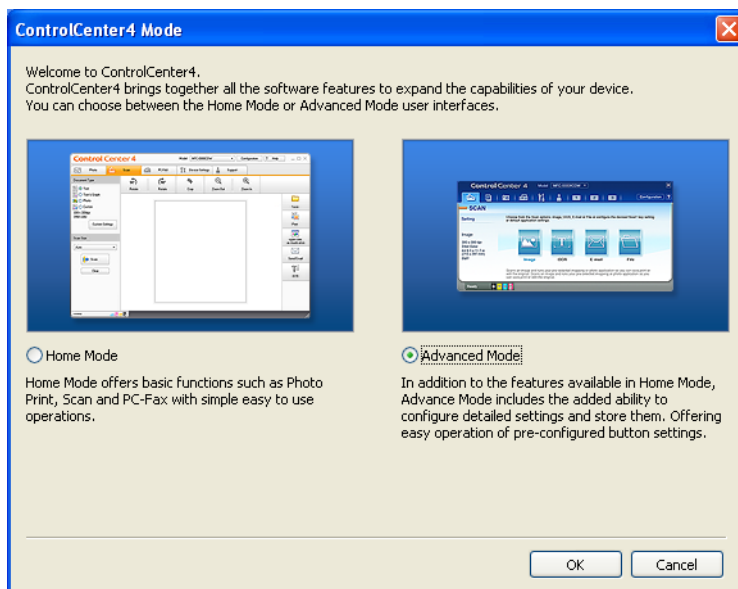 ControlCenter4 Mode
Welcome to ControlCenter4.
ControlCenter4 brings together all the software features to expand the capabilities of your device.
You can choose between the Home Mode or Advanced Mode user interfaces.
Control Center 4
Control Center 4
SCAN
Image
OCR
E-mail
File
Home Mode
Home Mode offers basic functions such as Photo
Print, Scan and PC-Fax with simple easy to use
operations.
Advanced Mode
In addition to the features available in Home Mode,
Advance Mode includes the added ability to
configure detailed settings and store them. Offering
easy operation of pre-configured button settings.
OK
Cancel